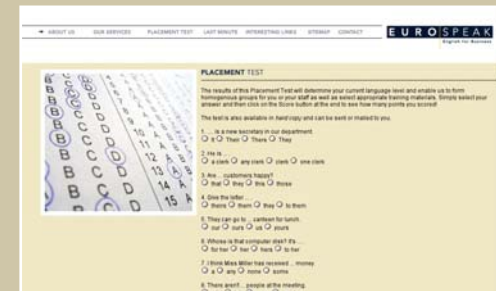 ABOUT US OUR SERVICES PLACEMENT TEST LAST MINUTE INTERESTING LINKS SITEMAP CONTACT
EUROSPEAK
English for Business
PLACEMENT TEST
The results of this Placement Test will determine your current language level and enable us to form
homogenous groups for you or your staff as well as select appropriate training materials. Simply select your
answer and then click on the Score button at the end to see how many points you scored!
The test is also available in hard copy and can be sent or mailed to you.
1. ... is a new secretary in our department.
It Their There They
2. He is ...
a clerk any clerk clerk one clerk
3. Are ... customers happy?
that they this those
4. Give the letter ...
theirs them they to them
5. They can go to ... canteen for lunch.
our ours us yours
6. Whose is that computer disk? It's ...
for her her hers to her
7. I think Miss Miller has received ... money.
a any none some
8. There aren't ... people at the meeting.
B C D
10 A
11 A
12 A
13 A
14 A
15 A